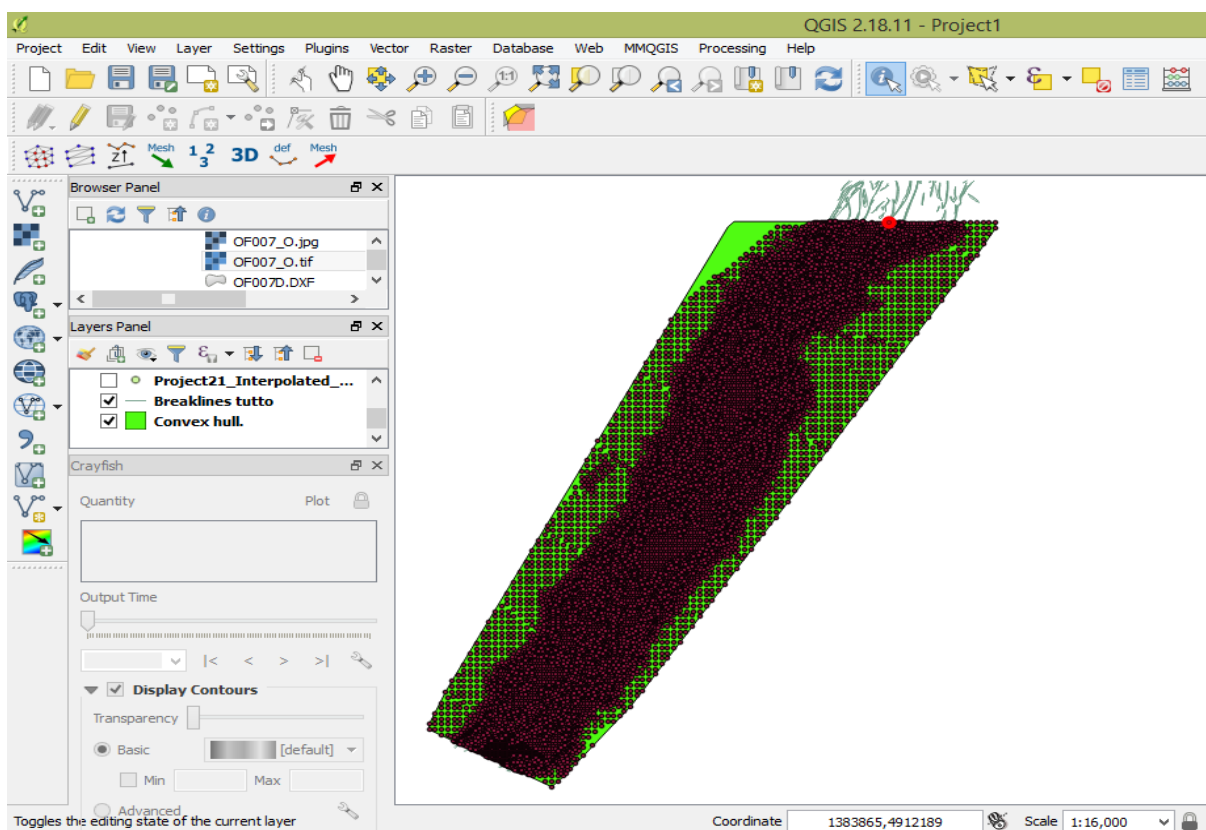 QGIS 2.18.11 - Project1
Project Edit View Layer Settings Plugins Vector Raster Database Web MMQGIS Processing Help
1:1
Mesh 1 2 3 3D def Mesh
Browser Panel
OF007_O.jpg
OF007_O.tif
OF007D.DXF
Layers Panel
Project21_Interpolated_...
Breaklines tutto
Convex hull.
Crayfish
Quantity Plot
Output Time
|< < > >|
Display Contours
Transparency
Basic [default]
Min Max
Advanced
Toggles the editing state of the current layer Coordinate 1383865,4912189 Scale 1:16,000